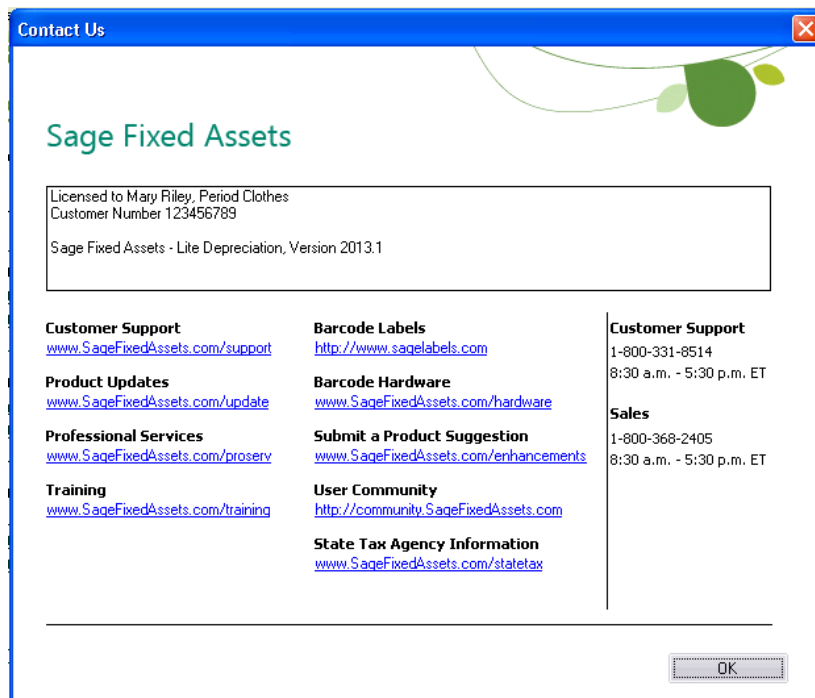 Contact Us
Sage Fixed Assets
Licensed to Mary Riley, Period Clothes
Customer Number 123456789
Sage Fixed Assets - Lite Depreciation, Version 2013.1
Customer Support
www.SageFixedAssets.com/support
Product Updates
www.SageFixedAssets.com/update
Professional Services
www.SageFixedAssets.com/proserv
Training
www.SageFixedAssets.com/training
Barcode Labels
http://www.sagelabels.com
Barcode Hardware
www.SageFixedAssets.com/hardware
Submit a Product Suggestion
www.SageFixedAssets.com/enhancements
User Community
http://community.SageFixedAssets.com
State Tax Agency Information
www.SageFixedAssets.com/statetax
Customer Support
1-800-331-8514
8:30 a.m. - 5:30 p.m. ET
Sales
1-800-368-2405
8:30 a.m. - 5:30 p.m. ET
OK